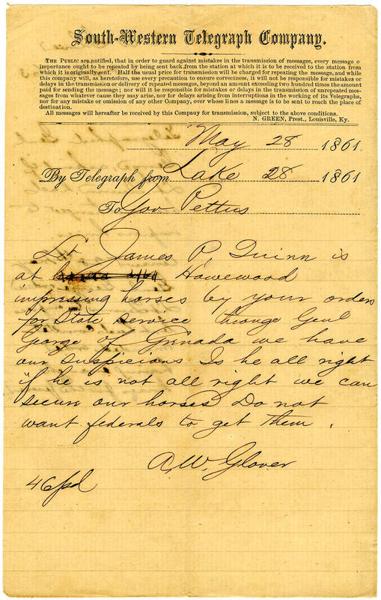 South-Western Telegraph Company.
The Public are notified, that in order to guard against mistakes in the transmission of messages, every message of
importance ought to be repeated by being sent back from the station at which it is to be received to the station from
which it is originally sent. Half the usual price for transmission will be charged for repeating the message, and while
this company will, as heretofore, use every precaution to ensure correctness, it will not be responsible for mistakes or
delays in the transmission or delivery of repeated messages, beyond an amount exceeding two hundred times the amount
paid for sending the message; nor will it be responsible for mistakes or delays in the transmission of unrepeated messages
from whatever cause they may arise, nor for delays arising from interruptions in the working of its Telegraphs,
nor for any mistake or omission of any other Company, over whose lines a message is to be sent to reach the place of
destination.
All messages will hereafter be received by this Company for transmission, subject to the above conditions.
N. GREEN, Prest., Louisville, Ky.
May 28 1861
By Telegraph from Lake 28 1861
To Gov Pettus
Lt James P, Quinn is
at Howewood
impressing horses by your orders
for State service through Genl
George of Grenada we have
our suspicions Is he all right
if he is not all right we can
secure our horses Do not
want federals to get them.
A. W. Glover
46pd